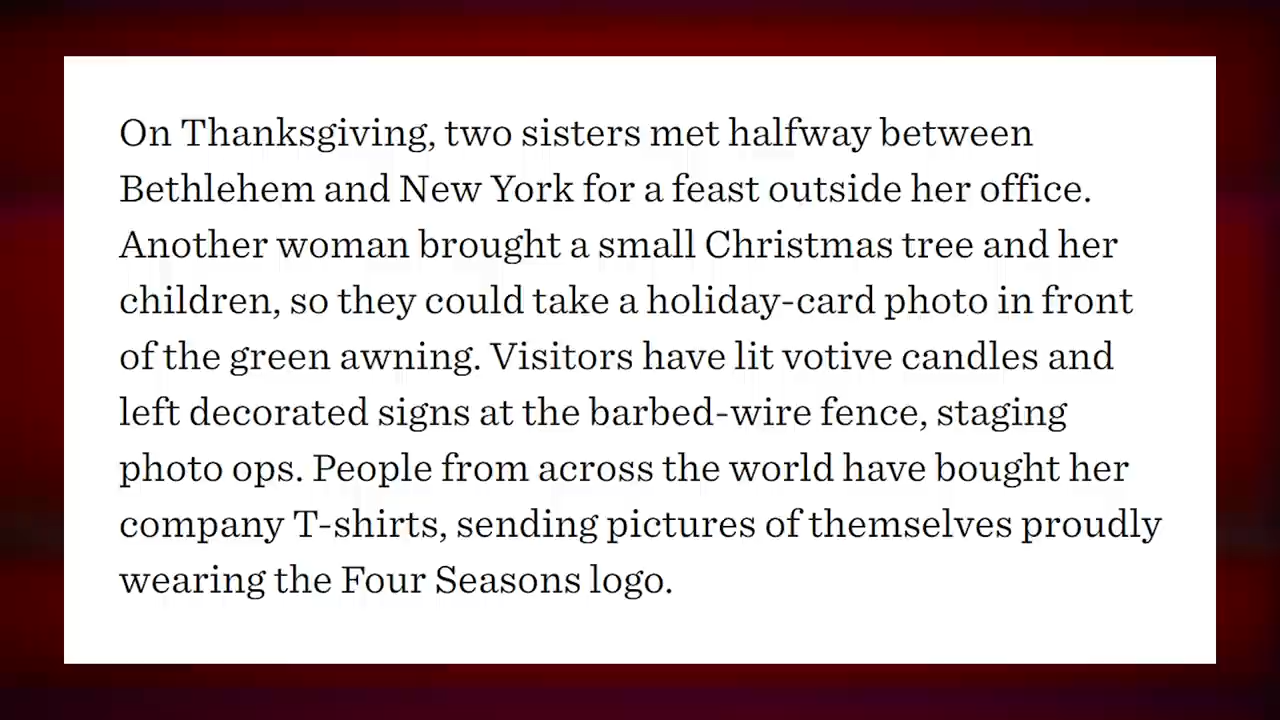 On Thanksgiving, two sisters met halfway between
Bethlehem and New York for a feast outside her office.
Another woman brought a small Christmas tree and her
children, so they could take a holiday-card photo in front
of the green awning. Visitors have lit votive candles and
left decorated signs at the barbed-wire fence, staging
photo ops. People from across the world have bought her
company T-shirts, sending pictures of themselves proudly
wearing the Four Seasons logo.